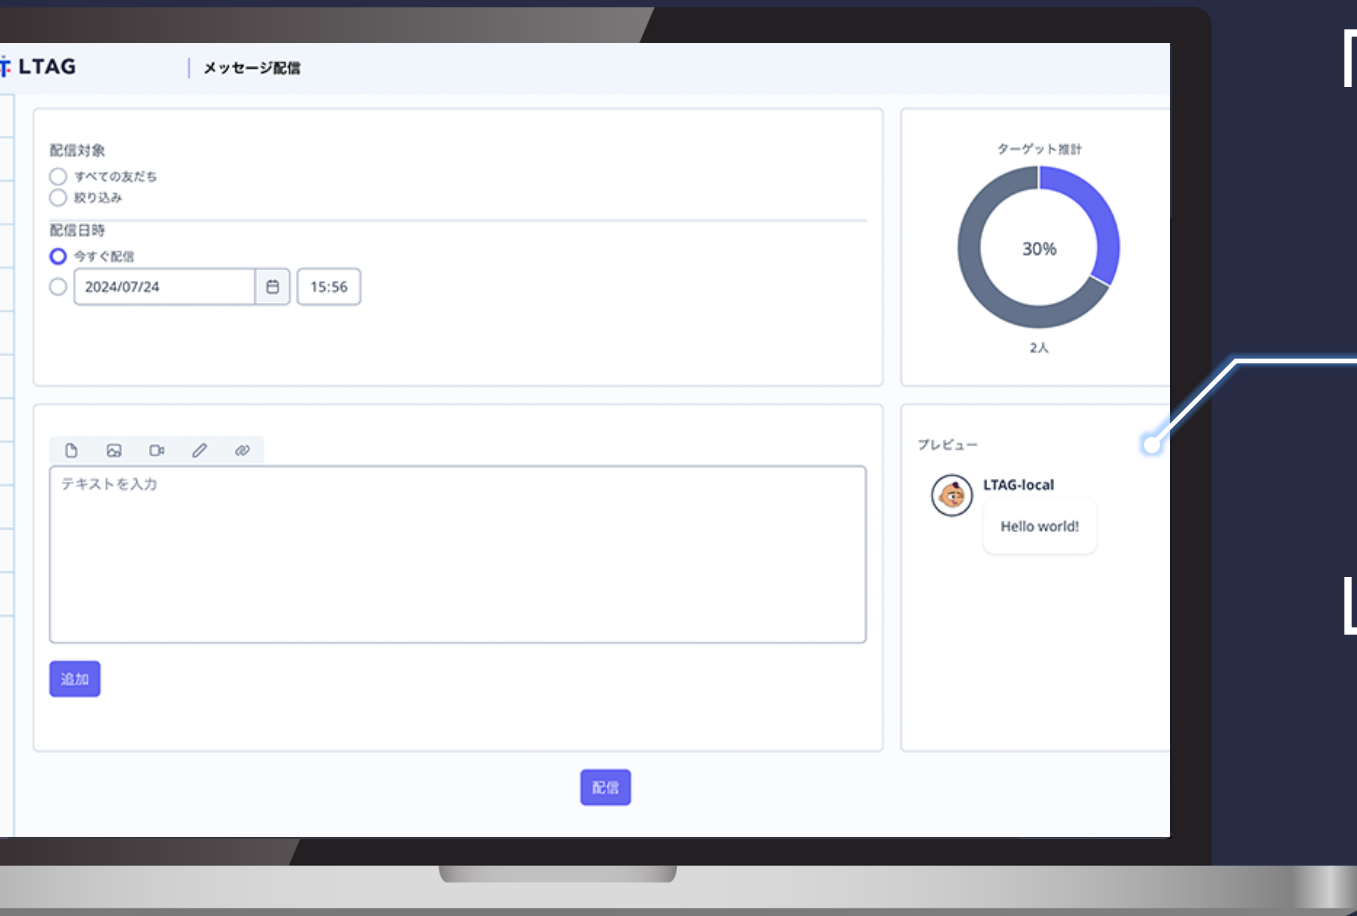 LTAG
メッセージ配信
配信対象
すべての友だち
絞り込み
配信日時
今すぐ配信
2024/07/24
15:56
ターゲット推計
30%
2人
テキストを入力
追加
プレビュー
LTAG-local
Hello world!
配信